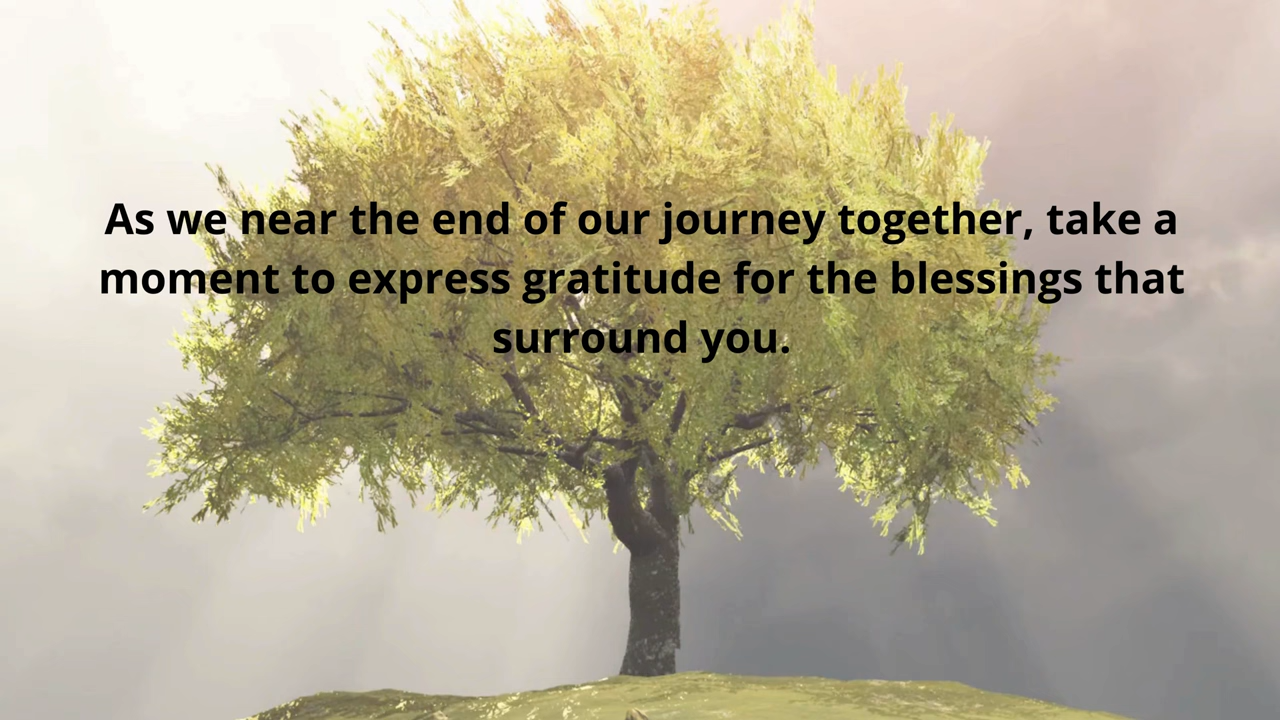 As we near the end of our journey together, take a
moment to express gratitude for the blessings that
surround you.